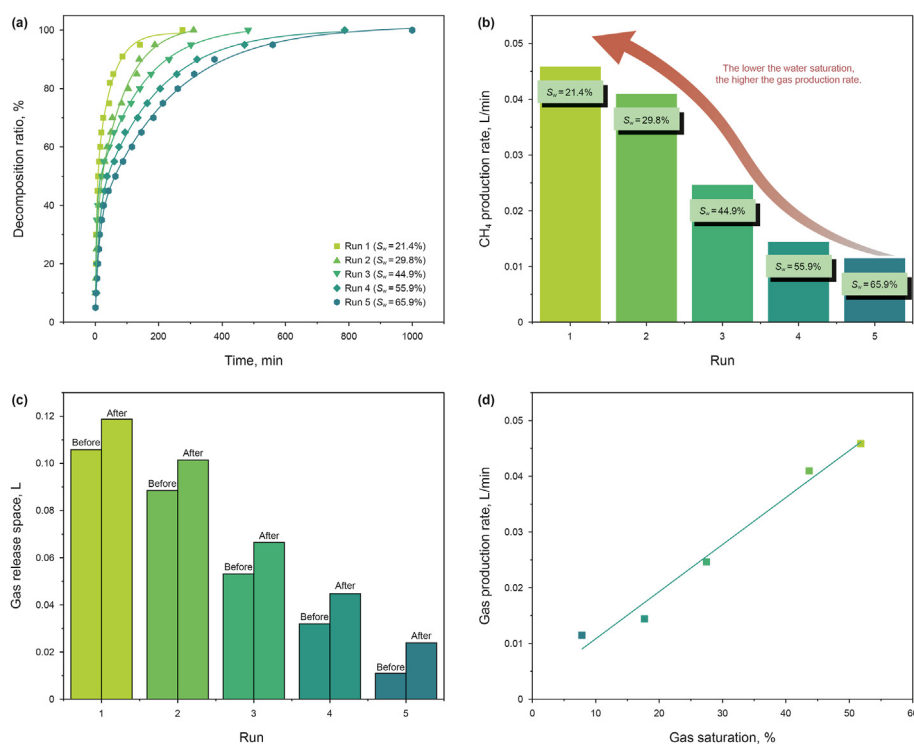 (a)
100
80
60
40
20
0
Decomposition ratio, %
Run 1 (Sw = 21.4%)
Run 2 (Sw = 29.8%)
Run 3 (Sw = 44.9%)
Run 4 (Sw = 55.9%)
Run 5 (Sw = 65.9%)
0 200 400 600 800 1000
Time, min
(b)
0.05
0.04
0.03
0.02
0.01
0
CH4 production rate, L/min
The lower the water saturation,
the higher the gas production rate.
Sw = 21.4%
Sw = 29.8%
Sw = 44.9%
Sw = 55.9%
Sw = 65.9%
1 2 3 4 5
Run
(c)
0.12
0.10
0.08
0.06
0.04
0.02
0
Gas release space, L
Before After
Before After
Before After
Before After
Before After
1 2 3 4 5
Run
(d)
0.05
0.04
0.03
0.02
0.01
0
Gas production rate, L/min
0 10 20 30 40 50 60
Gas saturation, %